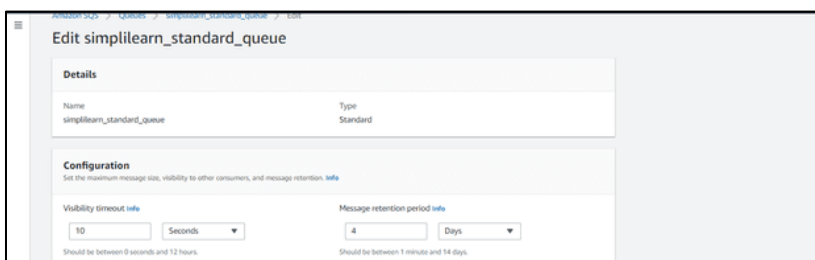 Amazon SQS > Queues > simplilearn_standard_queue > Edit
Edit simplilearn_standard_queue
Details
Name Type
simplilearn_standard_queue Standard
Configuration
Set the maximum message size, visibility to other consumers, and message retention. Info
Visibility timeout Info Message retention period Info
10 Seconds 4 Days
Should be between 0 seconds and 12 hours. Should be between 1 minute and 14 days.